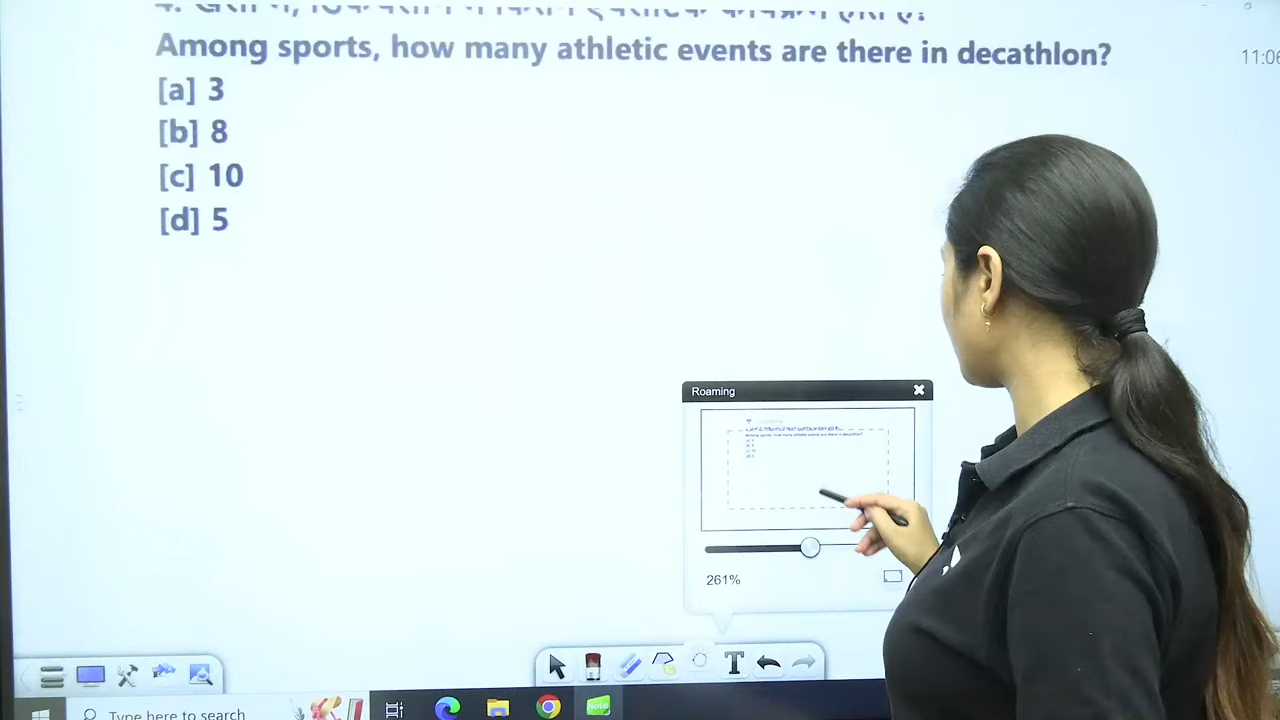 Among sports, how many athletic events are there in decathlon?
[a] 3
[b] 8
[c] 10
[d] 5
11:06
Roaming
261%
T
Type here to search